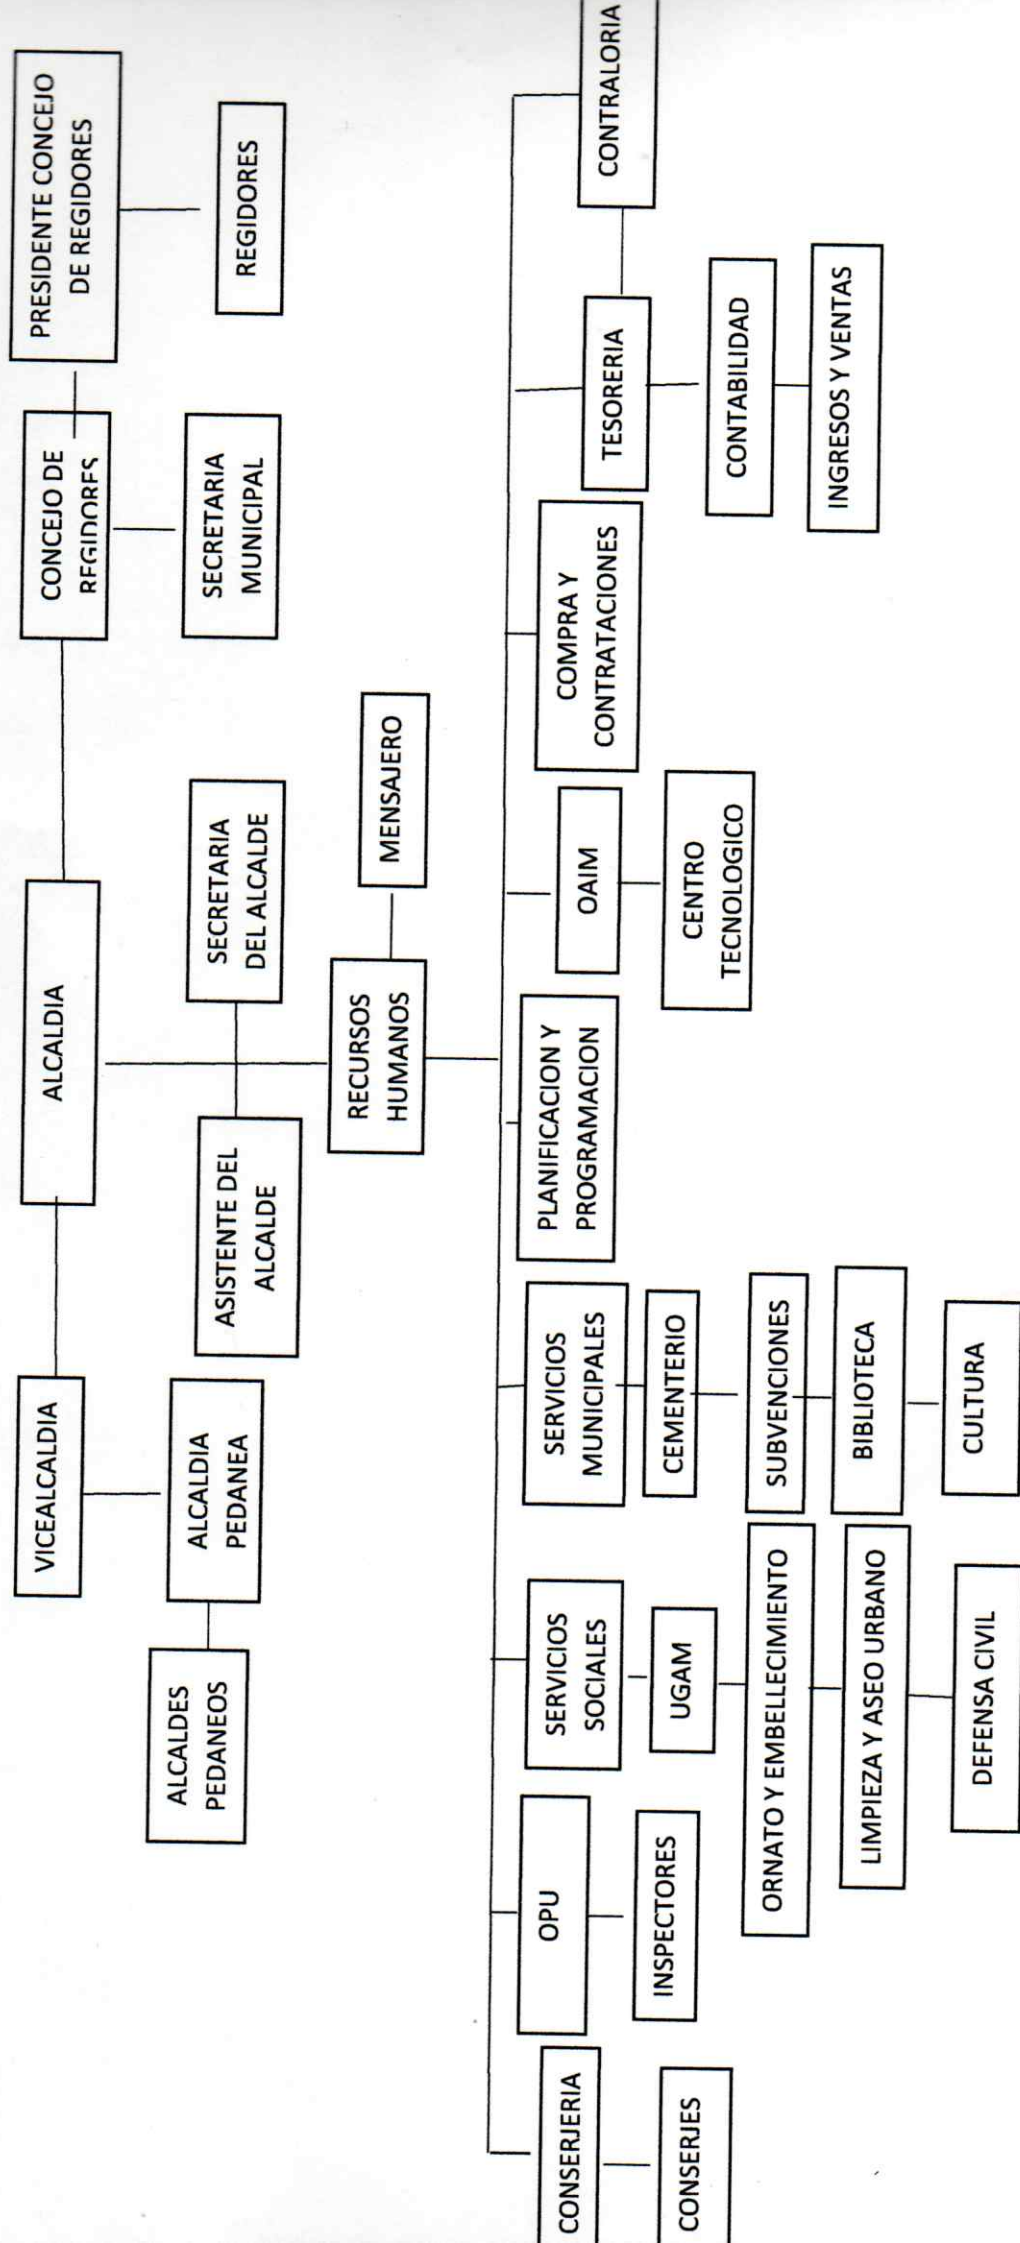 VICEALCALDIA
ALCALDIA
CONCEJO DE
REGIDORES
PRESIDENTE CONCEJO
DE REGIDORES
ALCALDES
PEDANEOS
ALCALDIA
PEDANEA
ASISTENTE DEL
ALCALDE
SECRETARIA
DEL ALCALDE
SECRETARIA
MUNICIPAL
REGIDORES
RECURSOS
HUMANOS
MENSAJERO
CONSERJERIA
OPU
SERVICIOS
SOCIALES
SERVICIOS
MUNICIPALES
PLANIFICACION Y
PROGRAMACION
OAIM
COMPRA Y
CONTRATACIONES
TESORERIA
CONTRALORIA
CONSERJES
INSPECTORES
UGAM
CEMENTERIO
CENTRO
TECNOLOGICO
CONTABILIDAD
ORNATO Y EMBELLECIMIENTO
SUBVENCIONES
INGRESOS Y VENTAS
LIMPIEZA Y ASEO URBANO
BIBLIOTECA
DEFENSA CIVIL
CULTURA